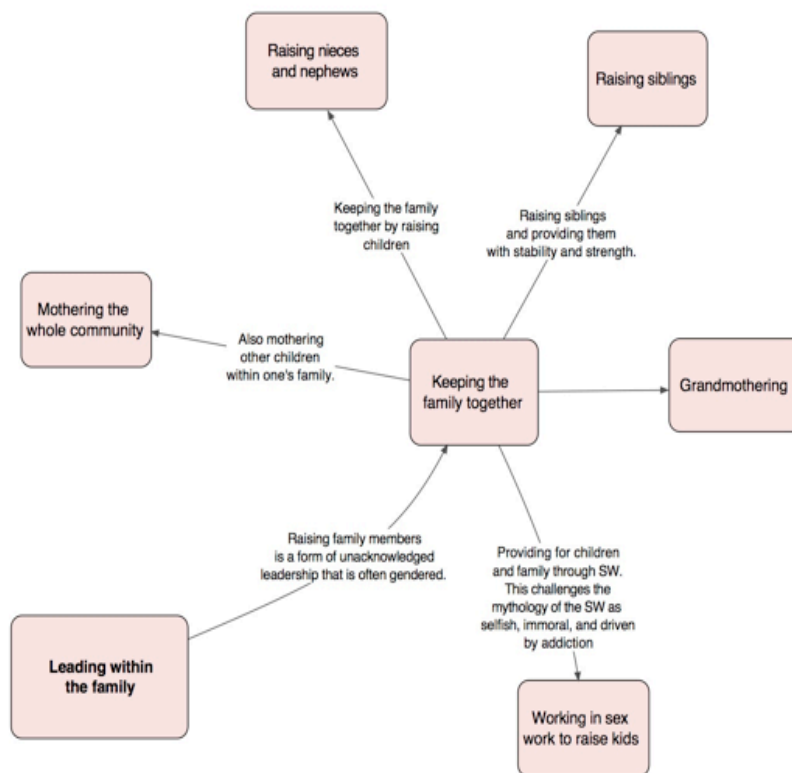 Raising nieces
and nephews
Raising siblings
Keeping the family
together by raising
children
Raising siblings
and providing them
with stability and strength.
Mothering the
whole community
Also mothering
other children
within one's family.
Keeping the
family together
Grandmothering
Raising family members
is a form of unacknowledged
leadership that is often gendered.
Providing for children
and family through SW.
This challenges the
mythology of the SW as
selfish, immoral, and driven
by addiction
Leading within
the family
Working in sex
work to raise kids